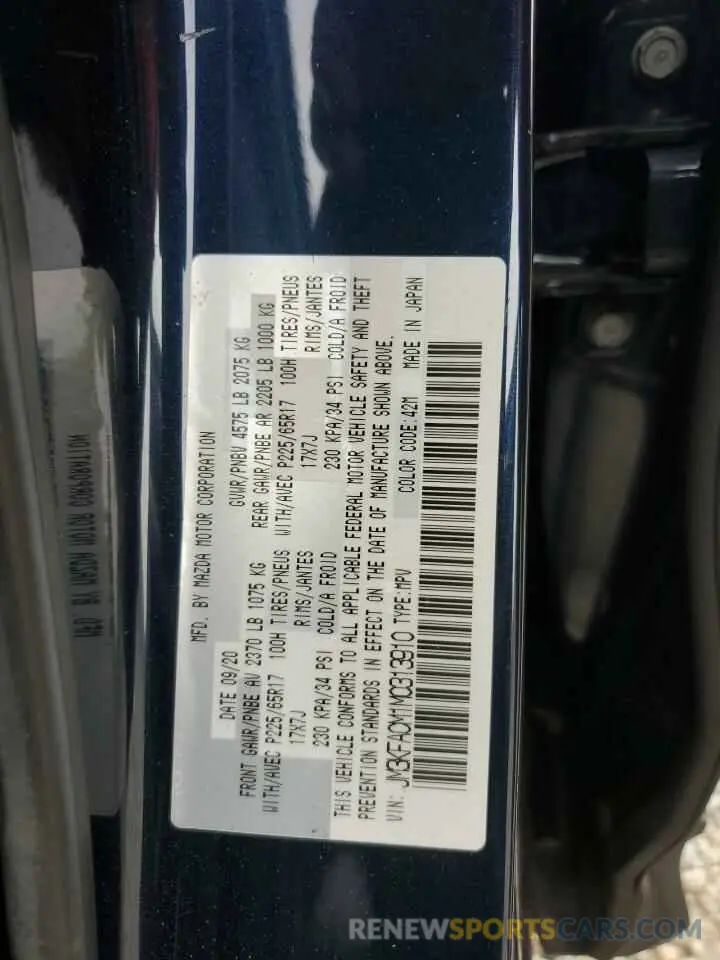 MFD. BY MAZDA MOTOR CORPORATION
DATE 09/20 GVWR/PNBV 4575 LB 2075 KG
FRONT GAWR/PNBE AV 2370 LB 1075 KG REAR GAWR/PNBE AR 2205 LB 1000 KG
WITH/AVEC P225/65R17 100H TIRES/PNEUS WITH/AVEC P225/65R17 100H TIRES/PNEUS
17X7J RIMS/JANTES 17X7J RIMS/JANTES
230 KPA/34 PSI COLD/A FROID 230 KPA/34 PSI COLD/A FROID
THIS VEHICLE CONFORMS TO ALL APPLICABLE FEDERAL MOTOR VEHICLE SAFETY AND THEFT
PREVENTION STANDARDS IN EFFECT ON THE DATE OF MANUFACTURE SHOWN ABOVE.
VIN: JM3KFACM1M0313910 TYPE:MPV COLOR CODE:42M MADE IN JAPAN
MFD. BY MAZDA MOTOR CORPORATION
RENEWSPORTSCARS.COM